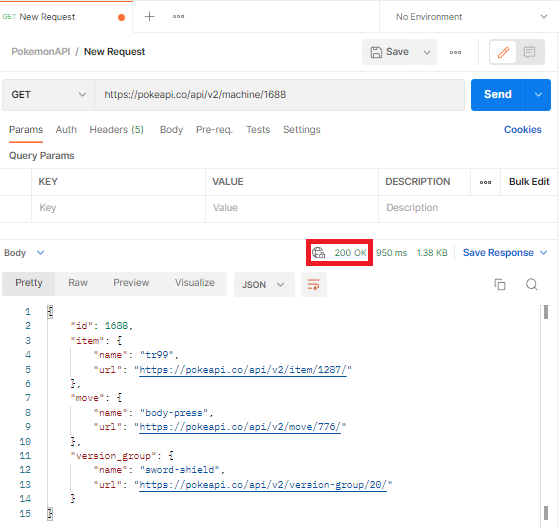 GET New Request
No Environment
PokemonAPI / New Request
Save
GET
https://pokeapi.co/api/v2/machine/1688
Send
Params Auth Headers (5) Body Pre-req. Tests Settings Cookies
Query Params
KEY VALUE DESCRIPTION Bulk Edit
Key Value Description
Body 200 OK 950 ms 1.38 KB Save Response
Pretty Raw Preview Visualize JSON
1 {
2 "id": 1688,
3 "item": {
4 "name": "tr99",
5 "url": "https://pokeapi.co/api/v2/item/1287/"
6 },
7 "move": {
8 "name": "body-press",
9 "url": "https://pokeapi.co/api/v2/move/776/"
10 },
11 "version_group": {
12 "name": "sword-shield",
13 "url": "https://pokeapi.co/api/v2/version-group/20/"
14 }
15 }